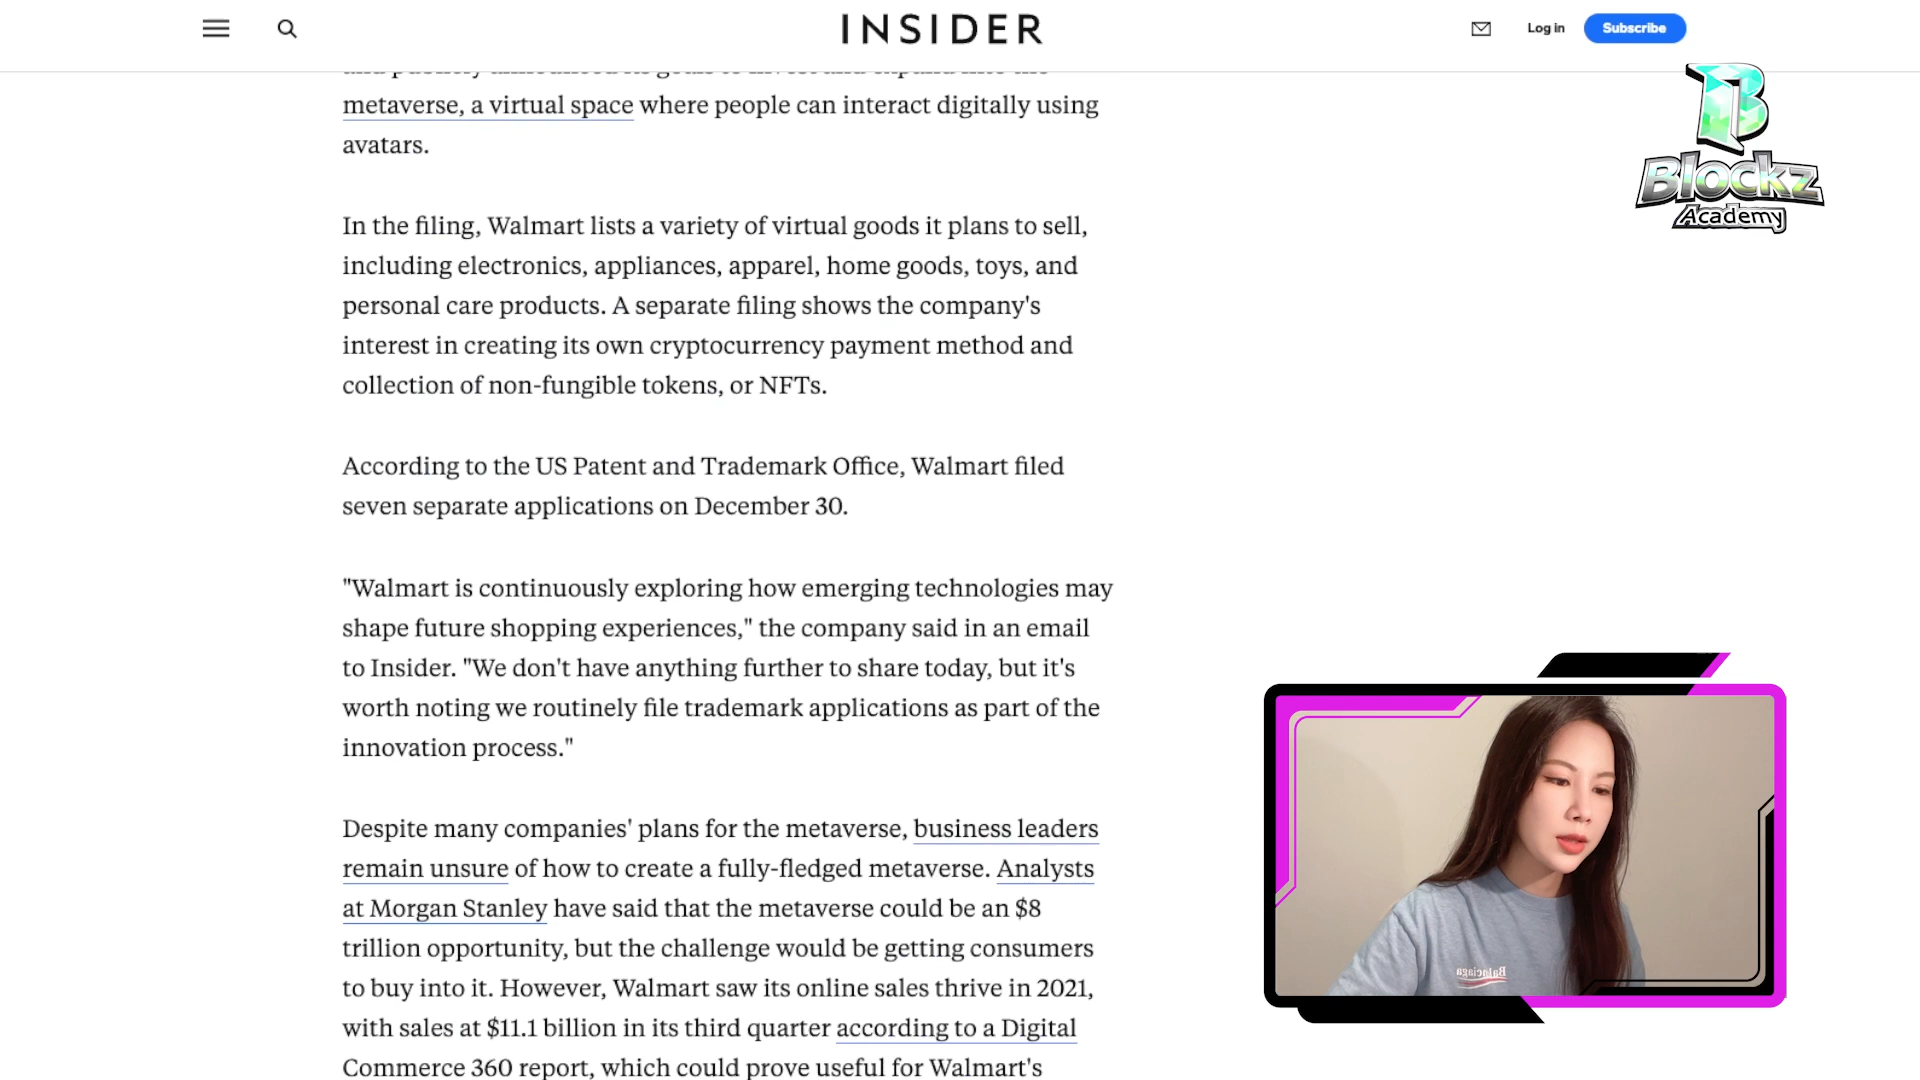 INSIDER
Log in
Subscribe
metaverse, a virtual space where people can interact digitally using
avatars.
In the filing, Walmart lists a variety of virtual goods it plans to sell,
including electronics, appliances, apparel, home goods, toys, and
personal care products. A separate filing shows the company's
interest in creating its own cryptocurrency payment method and
collection of non-fungible tokens, or NFTs.
According to the US Patent and Trademark Office, Walmart filed
seven separate applications on December 30.
"Walmart is continuously exploring how emerging technologies may
shape future shopping experiences," the company said in an email
to Insider. "We don't have anything further to share today, but it's
worth noting we routinely file trademark applications as part of the
innovation process."
Despite many companies' plans for the metaverse, business leaders
remain unsure of how to create a fully-fledged metaverse. Analysts
at Morgan Stanley have said that the metaverse could be an $8
trillion opportunity, but the challenge would be getting consumers
to buy into it. However, Walmart saw its online sales thrive in 2021,
with sales at $11.1 billion in its third quarter according to a Digital
Commerce 360 report, which could prove useful for Walmart's
B
Blockz
Academy